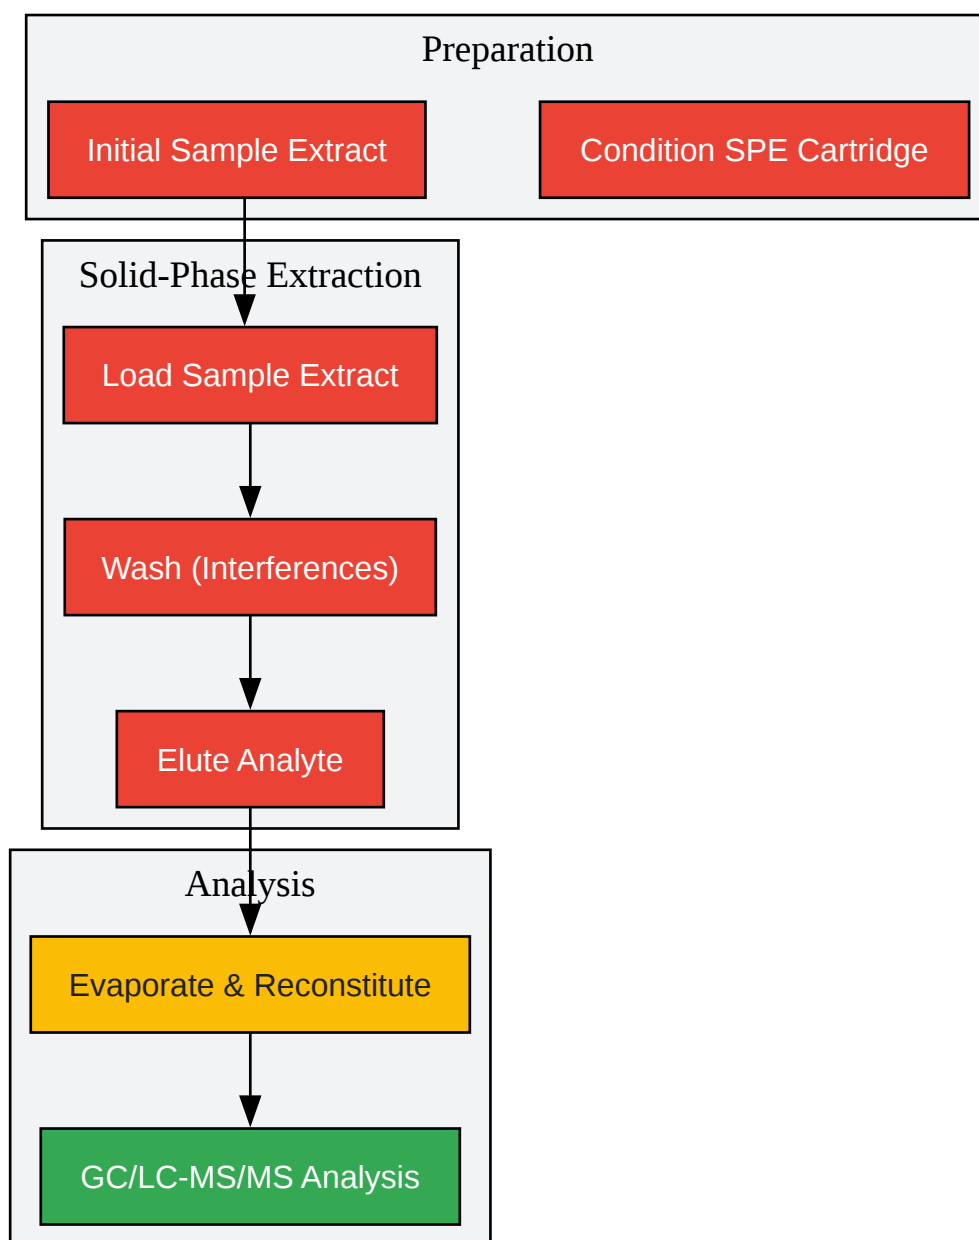 Preparation
Initial Sample Extract
Condition SPE Cartridge
Solid-Phase Extraction
Load Sample Extract
Wash (Interferences)
Elute Analyte
Analysis
Evaporate & Reconstitute
GC/LC-MS/MS Analysis